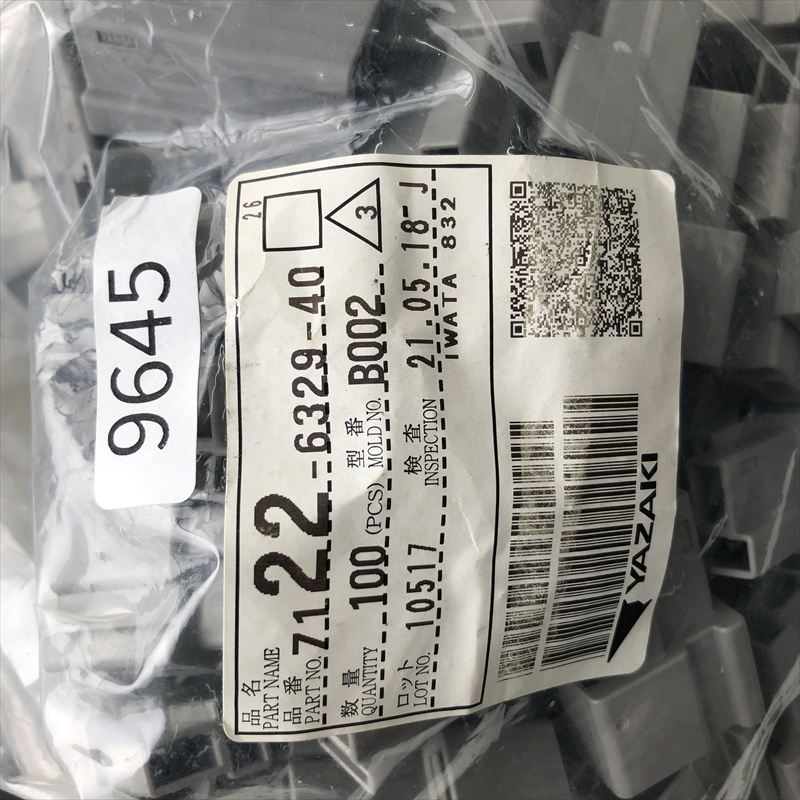 9645
26
3
品名
PART NAME
品番
PART NO. 7122-6329-40
数量
QUANTITY 100 (PCS)
型番
MOLD NO. B002
ロット
LOT NO. 10517
検査
INSPECTION 21.05.18 J
IWATA 832
YAZAKI